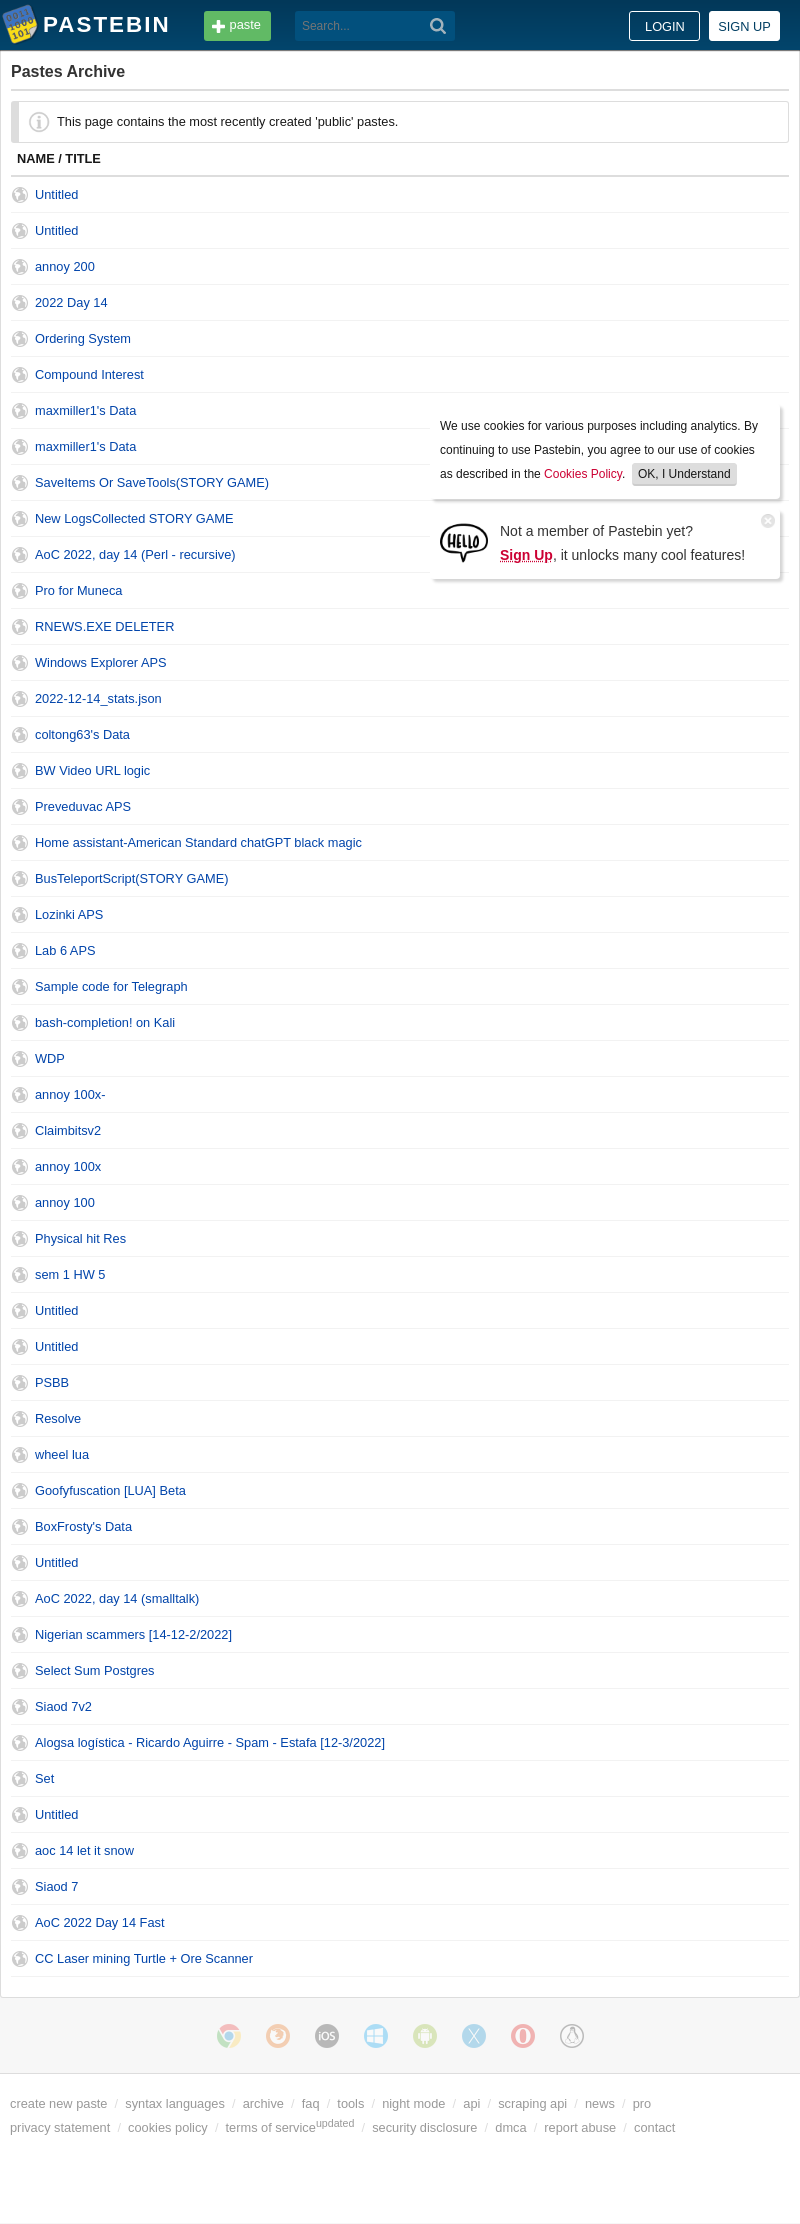 PASTEBIN paste Search... LOGIN SIGN UP
Pastes Archive
This page contains the most recently created 'public' pastes.
NAME / TITLE
Untitled
Untitled
annoy 200
2022 Day 14
Ordering System
Compound Interest
maxmiller1's Data
maxmiller1's Data
SaveItems Or SaveTools(STORY GAME)
New LogsCollected STORY GAME
AoC 2022, day 14 (Perl - recursive)
We use cookies for various purposes including analytics. By
continuing to use Pastebin, you agree to our use of cookies
as described in the Cookies Policy. OK, I Understand
HELLO
Not a member of Pastebin yet?
Sign Up, it unlocks many cool features!
Pro for Muneca
RNEWS.EXE DELETER
Windows Explorer APS
2022-12-14_stats.json
coltong63's Data
BW Video URL logic
Preveduvac APS
Home assistant-American Standard chatGPT black magic
BusTeleportScript(STORY GAME)
Lozinki APS
Lab 6 APS
Sample code for Telegraph
bash-completion! on Kali
WDP
annoy 100x-
Claimbitsv2
annoy 100x
annoy 100
Physical hit Res
sem 1 HW 5
Untitled
Untitled
PSBB
Resolve
wheel lua
Goofyfuscation [LUA] Beta
BoxFrosty's Data
Untitled
AoC 2022, day 14 (smalltalk)
Nigerian scammers [14-12-2/2022]
Select Sum Postgres
Siaod 7v2
Alogsa logística - Ricardo Aguirre - Spam - Estafa [12-3/2022]
Set
Untitled
aoc 14 let it snow
Siaod 7
AoC 2022 Day 14 Fast
CC Laser mining Turtle + Ore Scanner
iOS
create new paste / syntax languages / archive / faq / tools / night mode / api / scraping api / news / pro
privacy statement / cookies policy / terms of serviceupdated / security disclosure / dmca / report abuse / contact